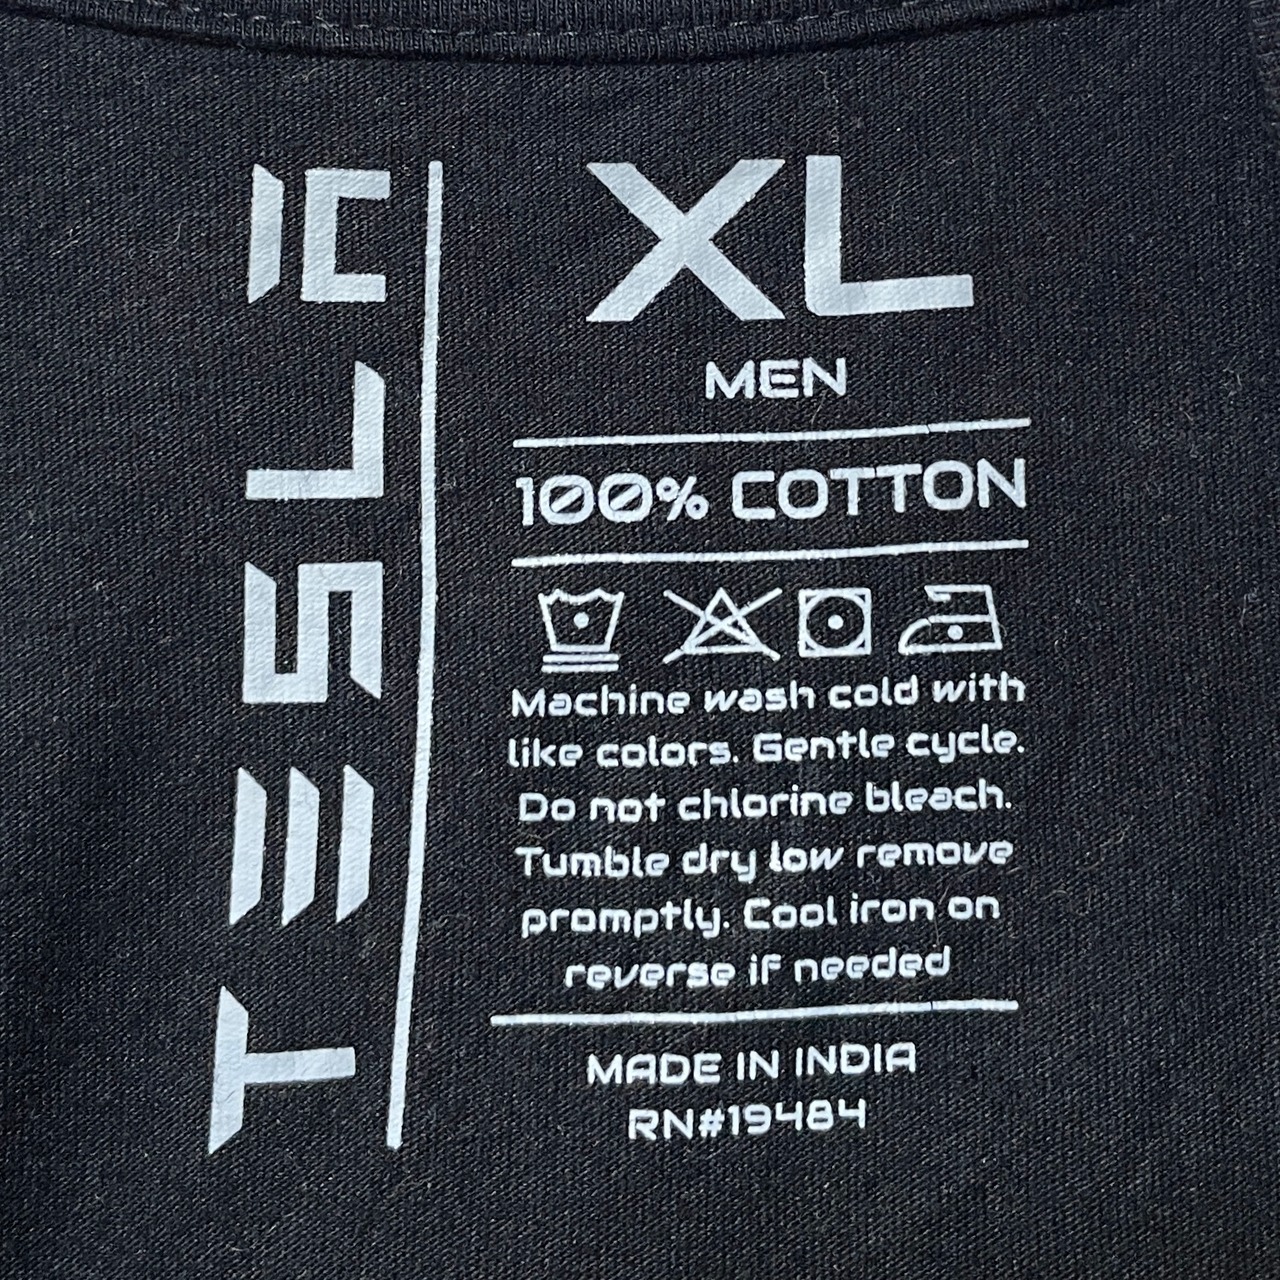 TESLA
XL
MEN
100% COTTON
Machine wash cold with
like colors. Gentle cycle.
Do not chlorine bleach.
Tumble dry low remove
promptly. Cool iron on
reverse if needed
MADE IN INDIA
RN#19484